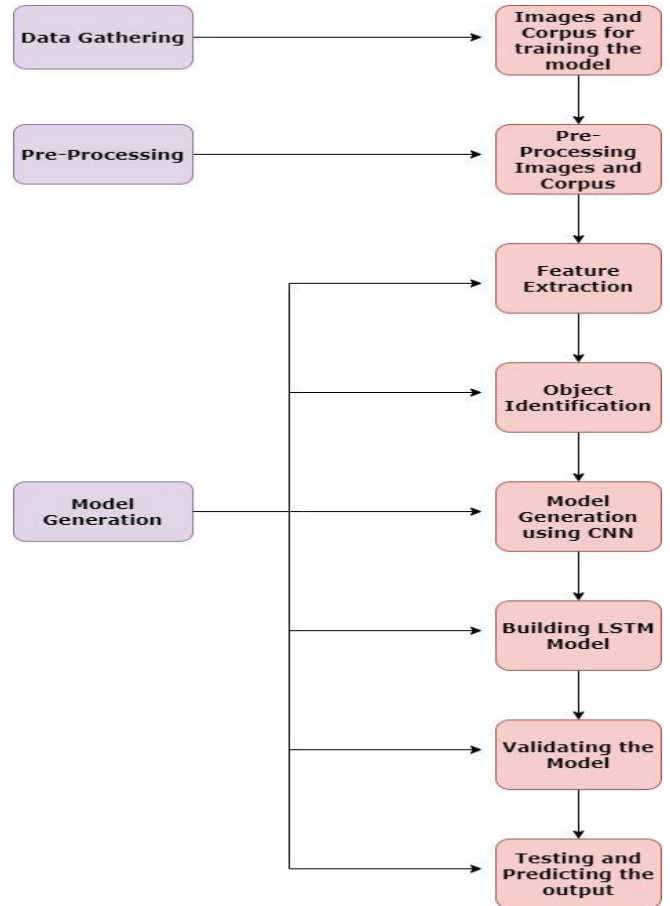 Data Gathering
Images and
Corpus for
training the
model
Pre-Processing
Pre-
Processing
Images and
Corpus
Feature
Extraction
Object
Identification
Model
Generation
Model
Generation
using CNN
Building LSTM
Model
Validating the
Model
Testing and
Predicting the
output